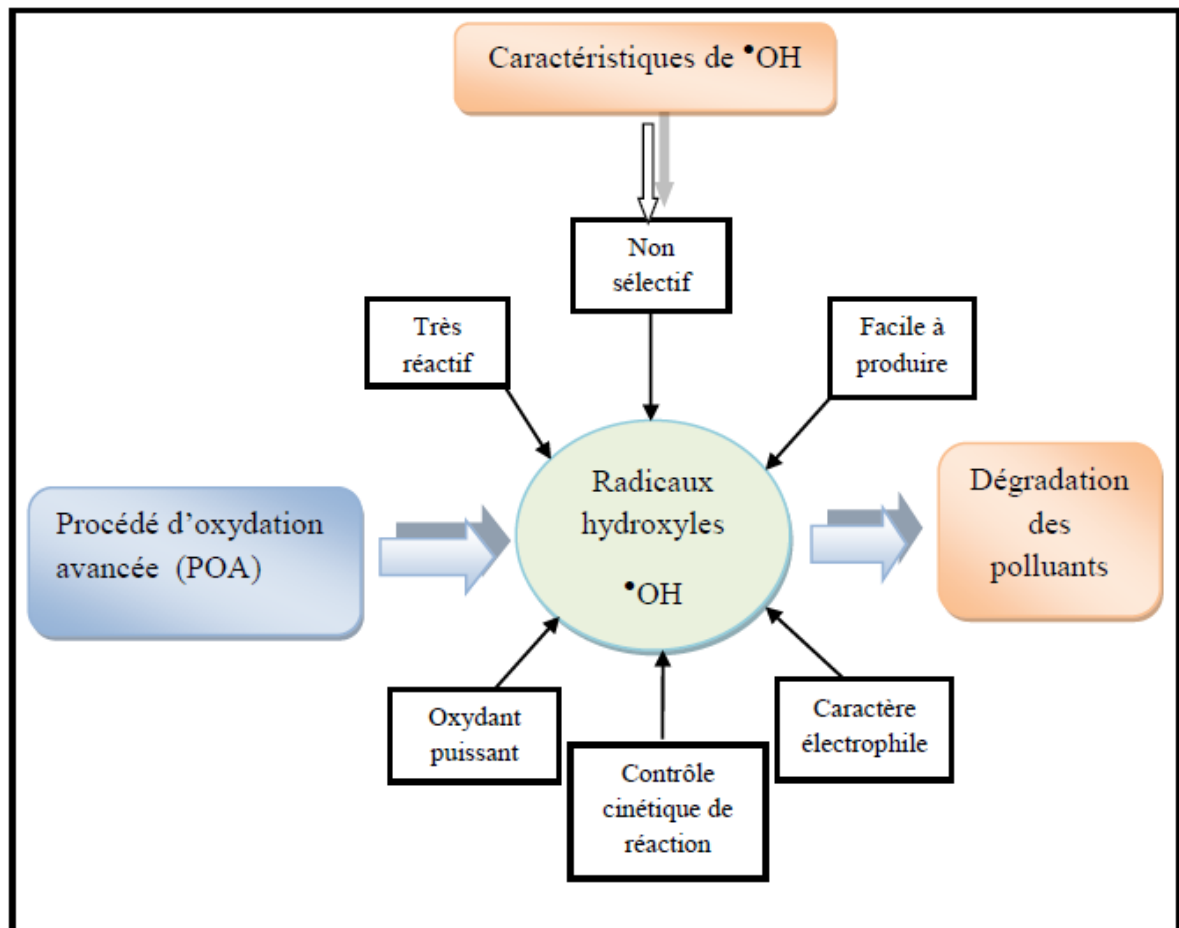 Caractéristiques de •OH
Non
sélectif
Très
réactif
Facile à
produire
Procédé d’oxydation
avancée (POA)
Radicaux
hydroxyles
•OH
Dégradation
des
polluants
Oxydant
puissant
Contrôle
cinétique de
réaction
Caractère
électrophile